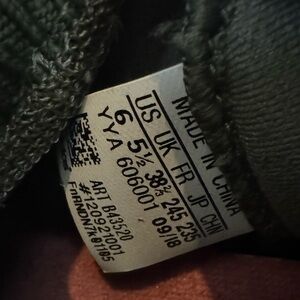 MADE IN CHINA
US UK FR JP CHN
6 5½ 38⅔ 245 235
YYA 606001 09/18
ART B43520
#120921001